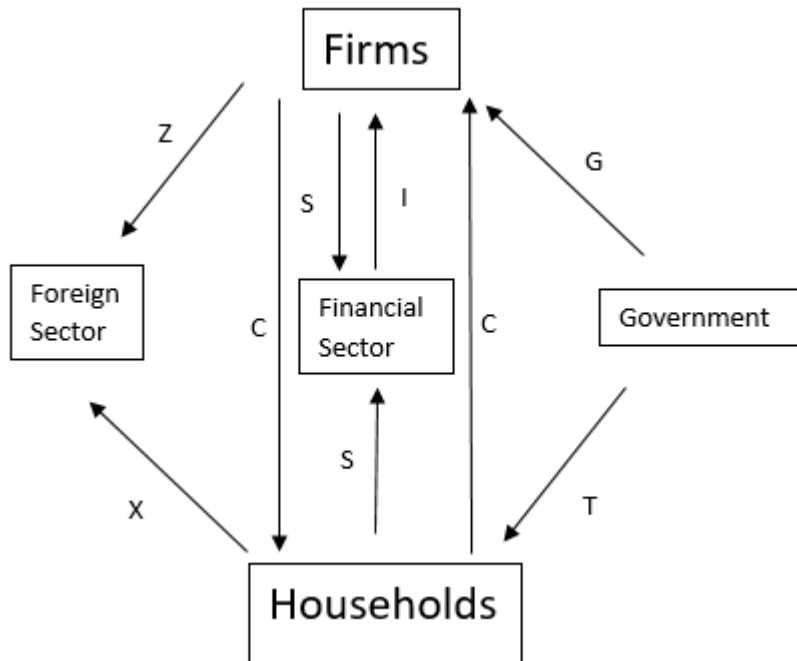 Firms
Z
G
S
I
Foreign
Sector
Financial
Sector
Government
C
C
S
X
T
Households